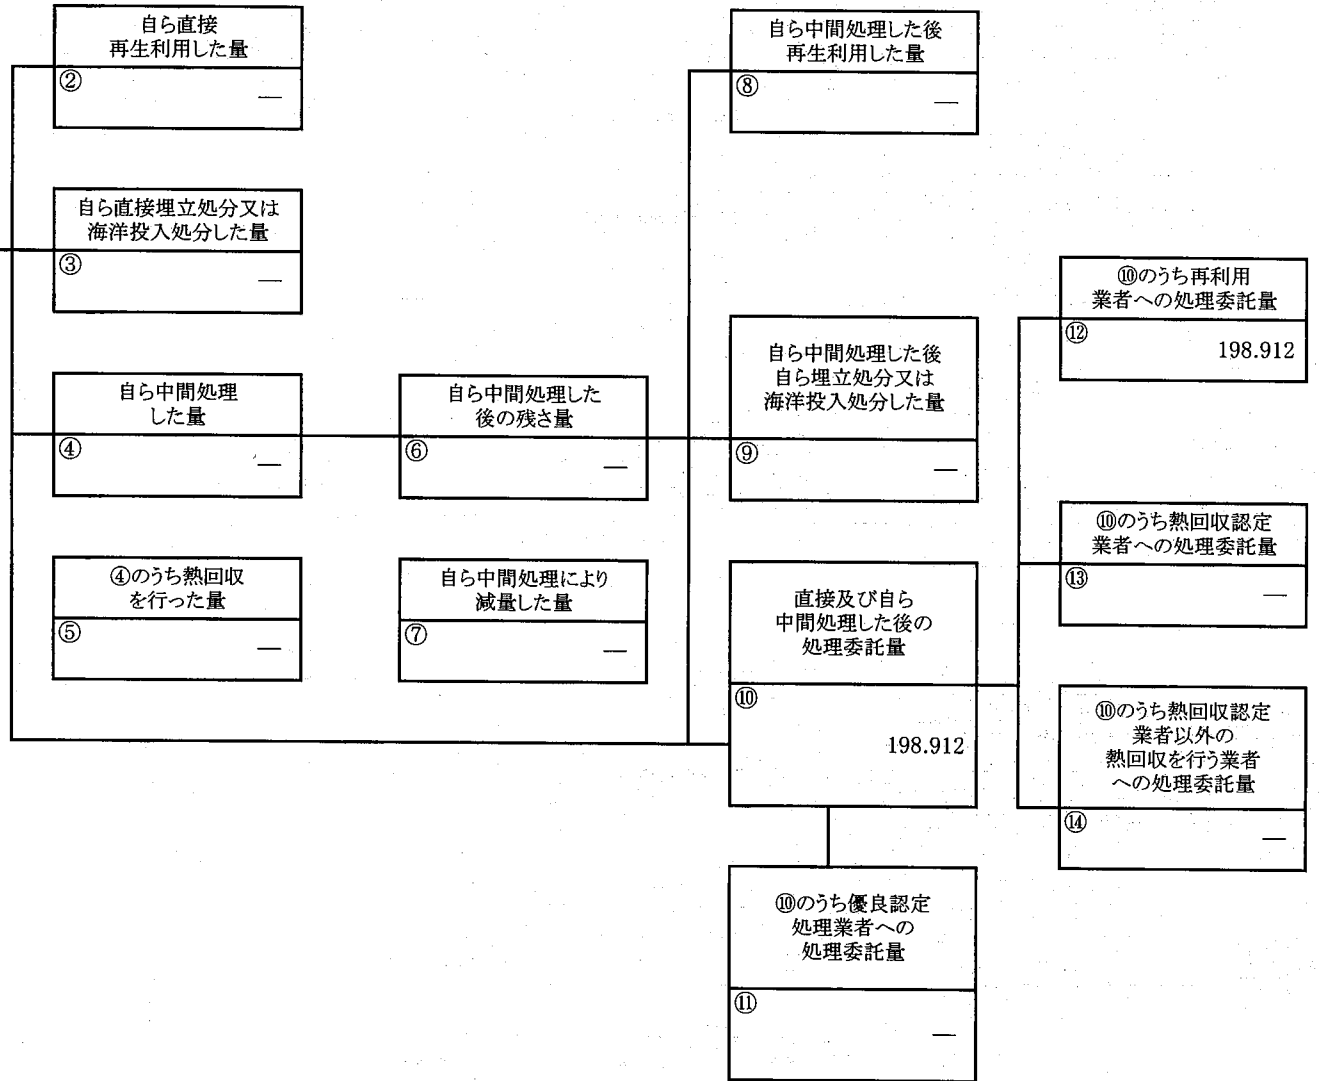 自ら直接
再生利用した量
②
—
自ら直接埋立処分又は
海洋投入処分した量
③
—
自ら中間処理
した量
④
—
④のうち熱回収
を行った量
⑤
—
自ら中間処理した
後の残さ量
⑥
—
自ら中間処理により
減量した量
⑦
—
自ら中間処理した後
再生利用した量
⑧
—
自ら中間処理した後
自ら埋立処分又は
海洋投入処分した量
⑨
—
直接及び自ら
中間処理した後の
処理委託量
⑩
198.912
⑩のうち優良認定
処理業者への
処理委託量
⑪
—
⑩のうち再利用
業者への処理委託量
⑫
198.912
⑩のうち熱回収認定
業者への処理委託量
⑬
—
⑩のうち熱回収認定
業者以外の
熱回収を行う業者
への処理委託量
⑭
—